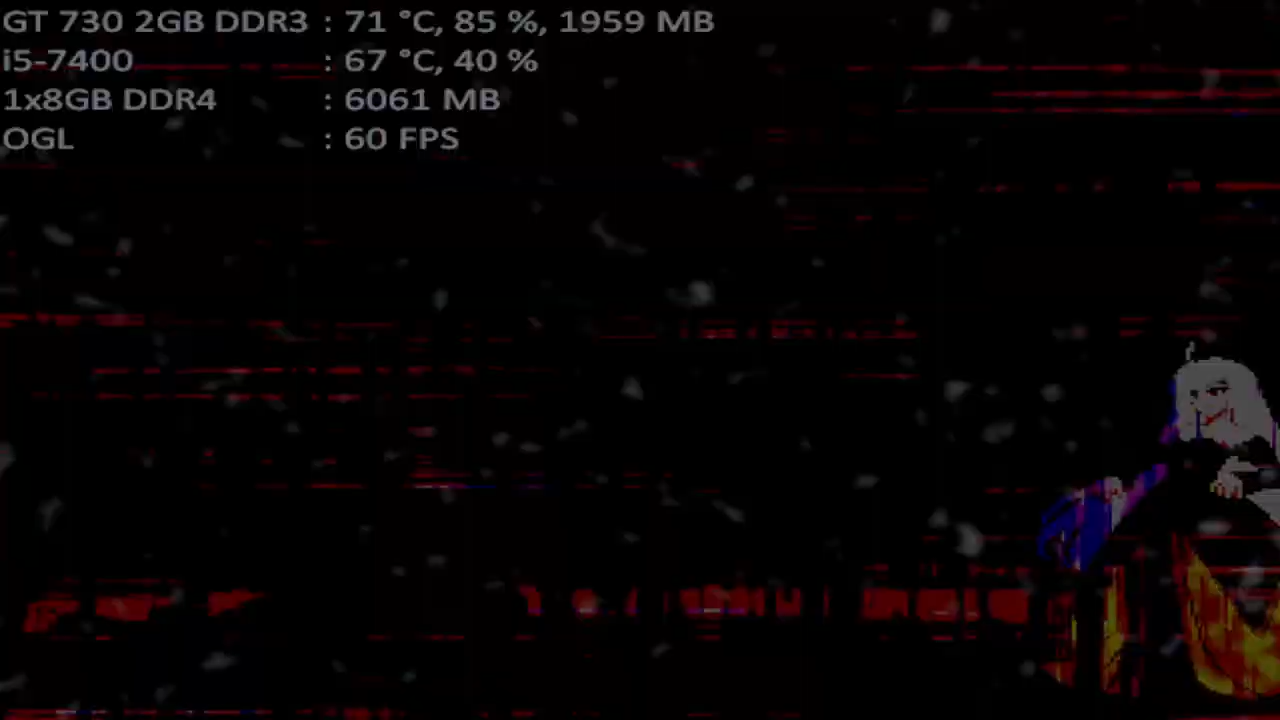 GT 730 2GB DDR3 : 71 °C, 85 %, 1959 MB
i5-7400 : 67 °C, 40 %
1x8GB DDR4 : 6061 MB
OGL : 60 FPS